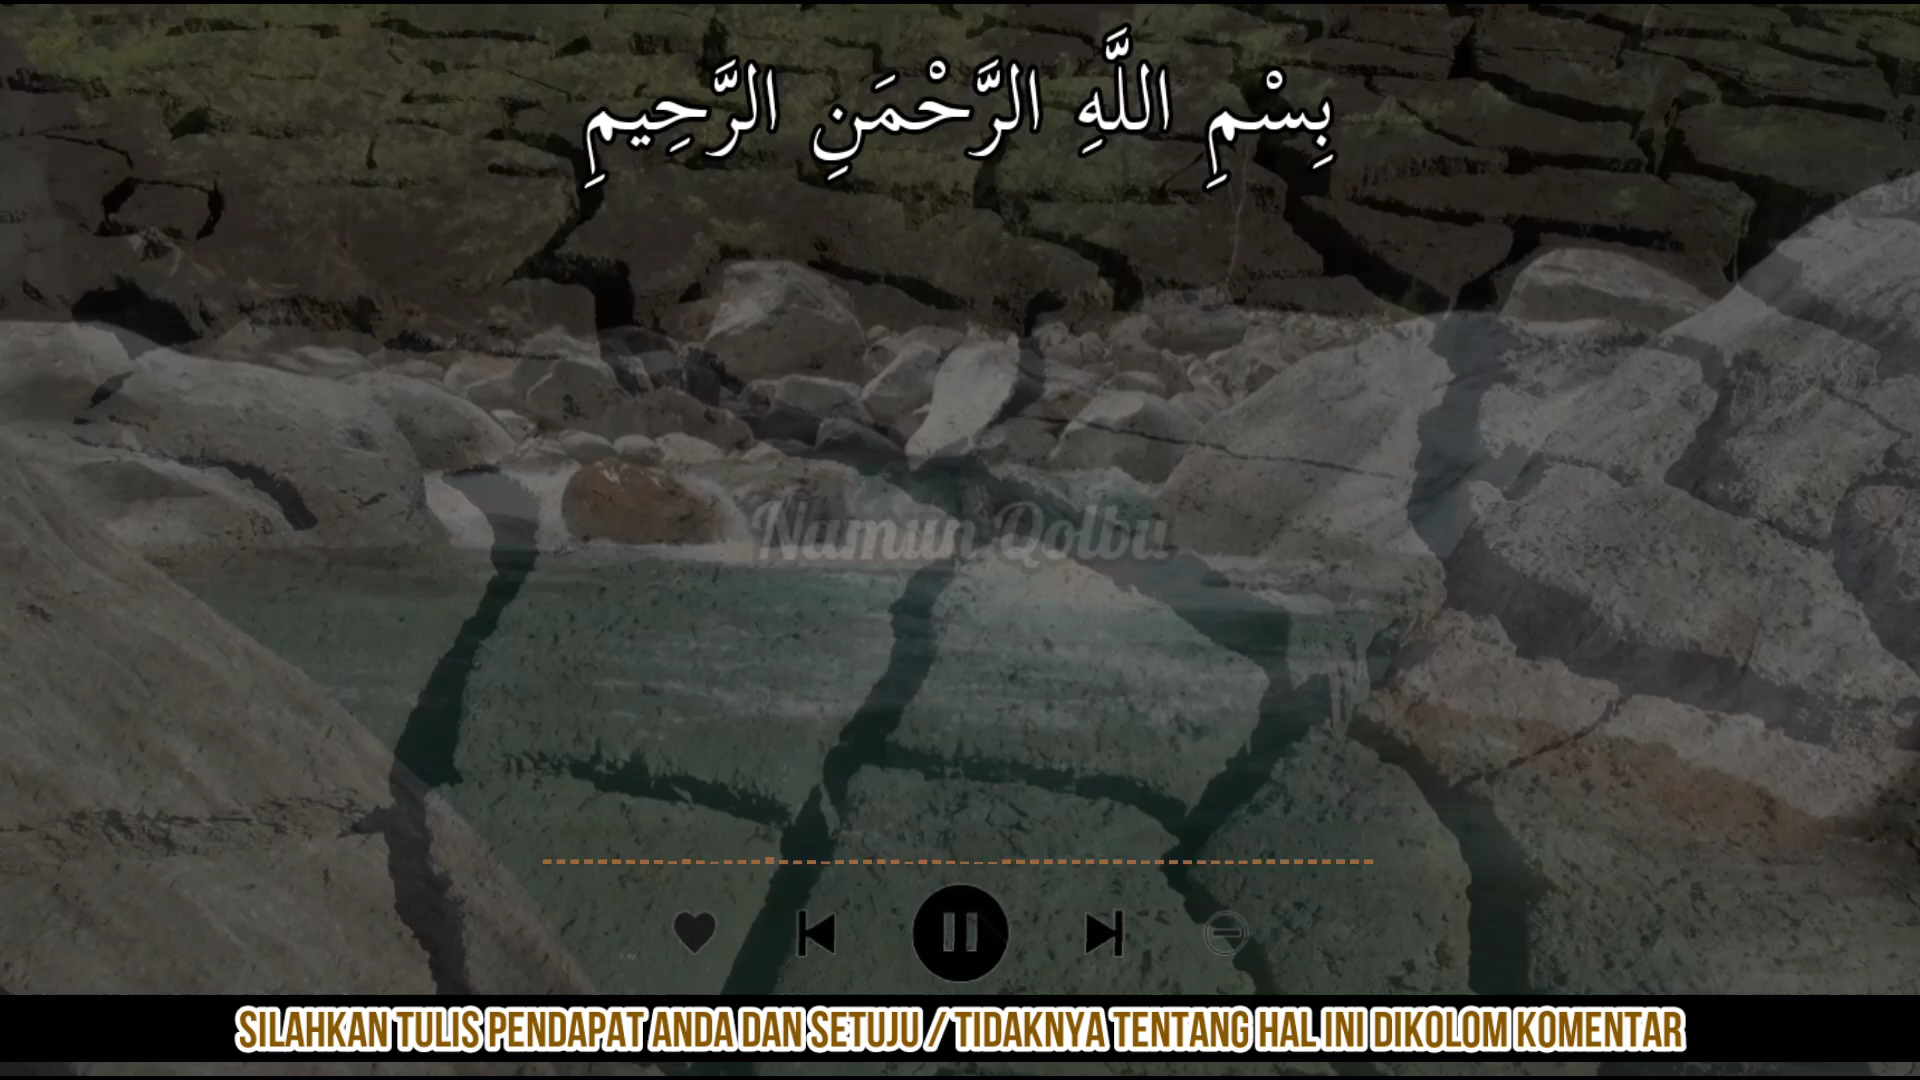 بِسْمِ اللَّهِ الرَّحْمَنِ الرَّحِيمِ
Namun Qolbu
SILAHKAN TULIS PENDAPAT ANDA DAN SETUJU / TIDAKNYA TENTANG HAL INI DIKOLOM KOMENTAR